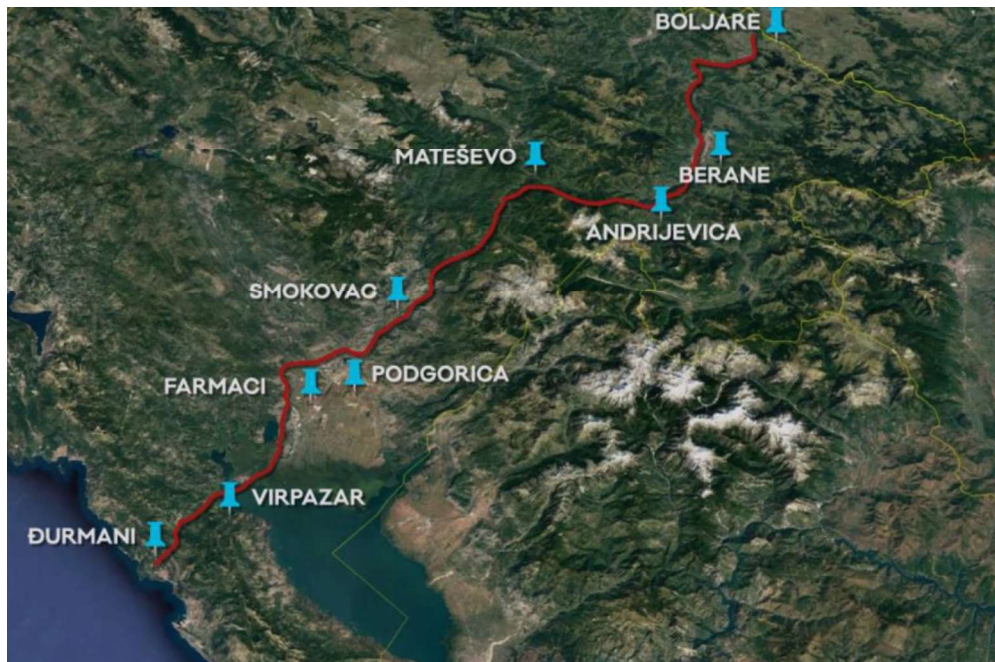 BOLJARE
MATEŠEVO
BERANE
ANDRIJEVICA
SMOKOVAC
FARMACI
PODGORICA
VIRPAZAR
ĐURMANI